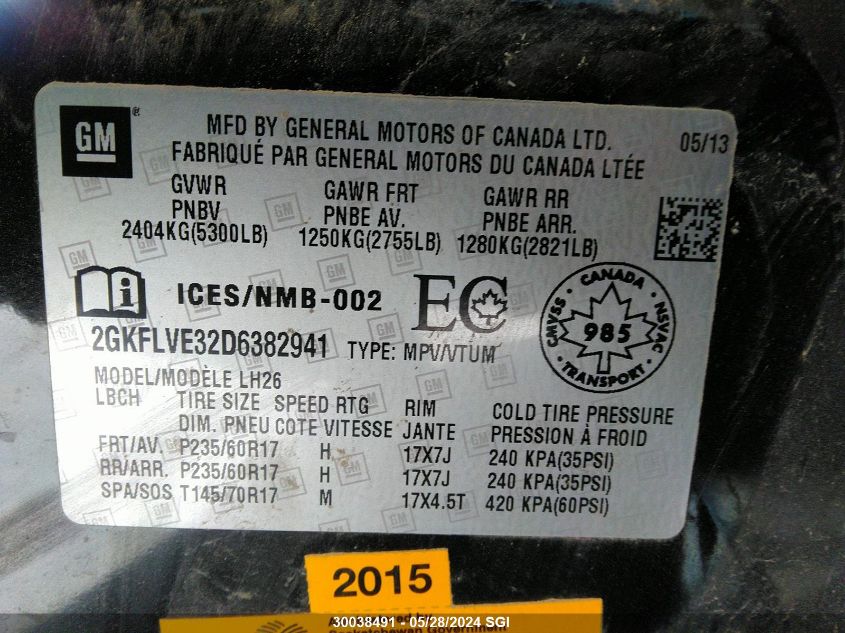 GM ®
MFD BY GENERAL MOTORS OF CANADA LTD. 05/13
FABRIQUÉ PAR GENERAL MOTORS DU CANADA LTÉE
GVWR GAWR FRT GAWR RR
PNBV PNBE AV. PNBE ARR.
2404KG(5300LB) 1250KG(2755LB) 1280KG(2821LB)
ICES/NMB-002 EC
CANADA
CMVSS 985 NSVAC
TRANSPORT
2GKFLVE32D6382941 TYPE: MPV/VTUM
MODEL/MODÈLE LH26
LBCH TIRE SIZE SPEED RTG RIM COLD TIRE PRESSURE
DIM. PNEU COTE VITESSE JANTE PRESSION À FROID
FRT/AV. P235/60R17 H 17X7J 240 KPA(35PSI)
RR/ARR. P235/60R17 H 17X7J 240 KPA(35PSI)
SPA/SOS T145/70R17 M 17X4.5T 420 KPA(60PSI)
2015
30038491 - 05/28/2024 SGI
Saskatchewan Government